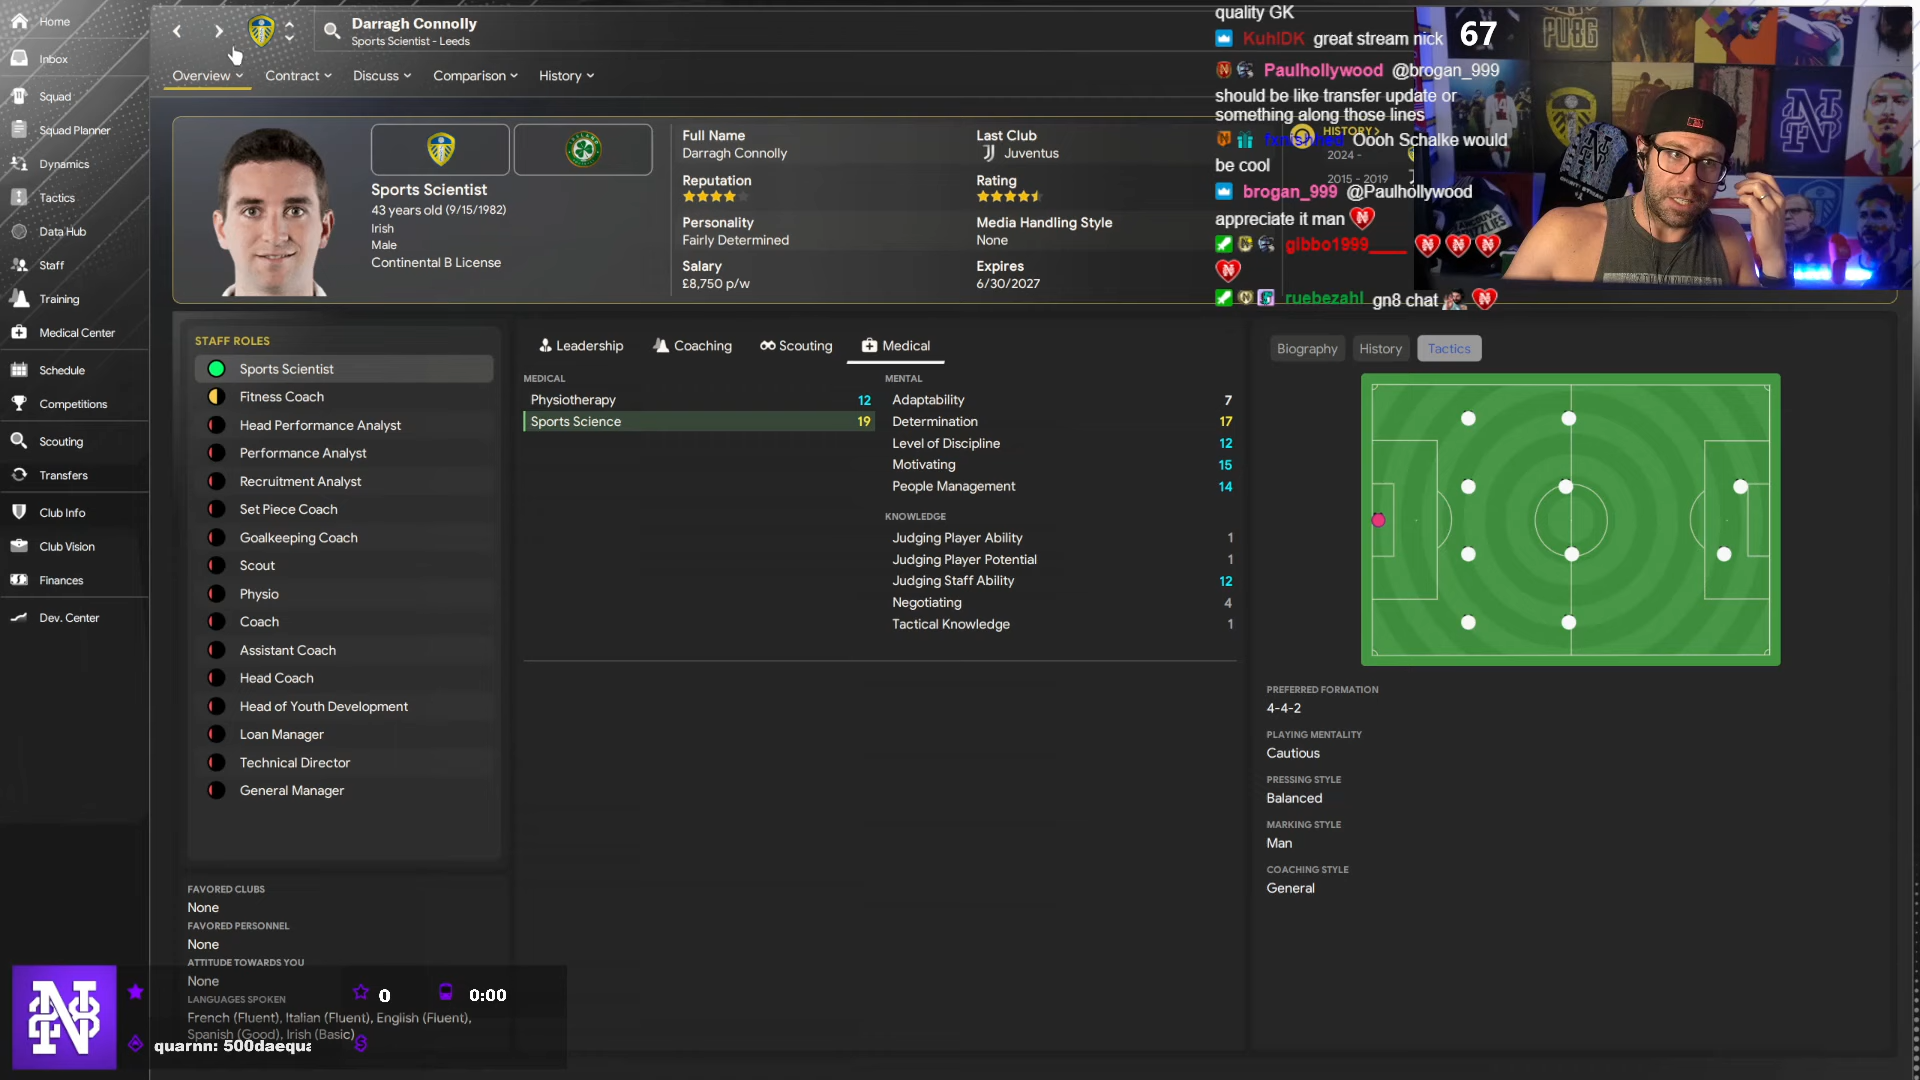 Home
Inbox
Squad
Squad Planner
Dynamics
Tactics
Data Hub
Staff
Training
Medical Center
Schedule
Competitions
Scouting
Transfers
Club Info
Club Vision
Finances
Dev. Center
Darragh Connolly
Sports Scientist - Leeds
Overview
Contract
Discuss
Comparison
History
Sports Scientist
43 years old (9/15/1982)
Irish
Male
Continental B License
Full Name
Darragh Connolly
Reputation
Personality
Fairly Determined
Salary
£8,750 p/w
Last Club
Juventus
Rating
Media Handling Style
None
Expires
6/30/2027
HISTORY >
2024 -
2015 - 2019
quality GK
KuhlDK great stream nick
Paulhollywood @brogan_999
should be like transfer update or
something along those lines
Oooh Schalke would
be cool
brogan_999 @Paulhollywood
appreciate it man
gibbo1999____
ruebezahl gn8 chat
67
STAFF ROLES
Sports Scientist
Fitness Coach
Head Performance Analyst
Performance Analyst
Recruitment Analyst
Set Piece Coach
Goalkeeping Coach
Scout
Physio
Coach
Assistant Coach
Head Coach
Head of Youth Development
Loan Manager
Technical Director
General Manager
FAVORED CLUBS
None
FAVORED PERSONNEL
None
ATTITUDE TOWARDS YOU
None
LANGUAGES SPOKEN
French (Fluent), Italian (Fluent), English (Fluent),
Spanish (Good), Irish (Basic)
0
0:00
quarnn: 500daequa
Leadership
Coaching
Scouting
Medical
MEDICAL
Physiotherapy 12
Sports Science 19
MENTAL
Adaptability 7
Determination 17
Level of Discipline 12
Motivating 15
People Management 14
KNOWLEDGE
Judging Player Ability 1
Judging Player Potential 1
Judging Staff Ability 12
Negotiating 4
Tactical Knowledge 1
Biography
History
Tactics
PREFERRED FORMATION
4-4-2
PLAYING MENTALITY
Cautious
PRESSING STYLE
Balanced
MARKING STYLE
Man
COACHING STYLE
General